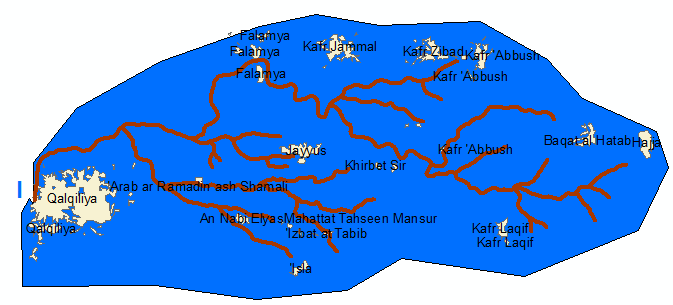 Falamya
Falamya
Kafr Jammal
Kafr Zibad
Kafr 'Abbush
Falamya
Kafr 'Abbush
Baqat al Hatab
Haja
Jayyus
Kafr 'Abbush
Khirbet Sir
'Arab ar Ramadin ash Shamali
Qalqiliya
An Nabi Elyas
Mahattat Tahseen Mansur
Qalqiliya
'Izbat at Tabib
Kafr Laqif
Kafr Laqif
'Isla